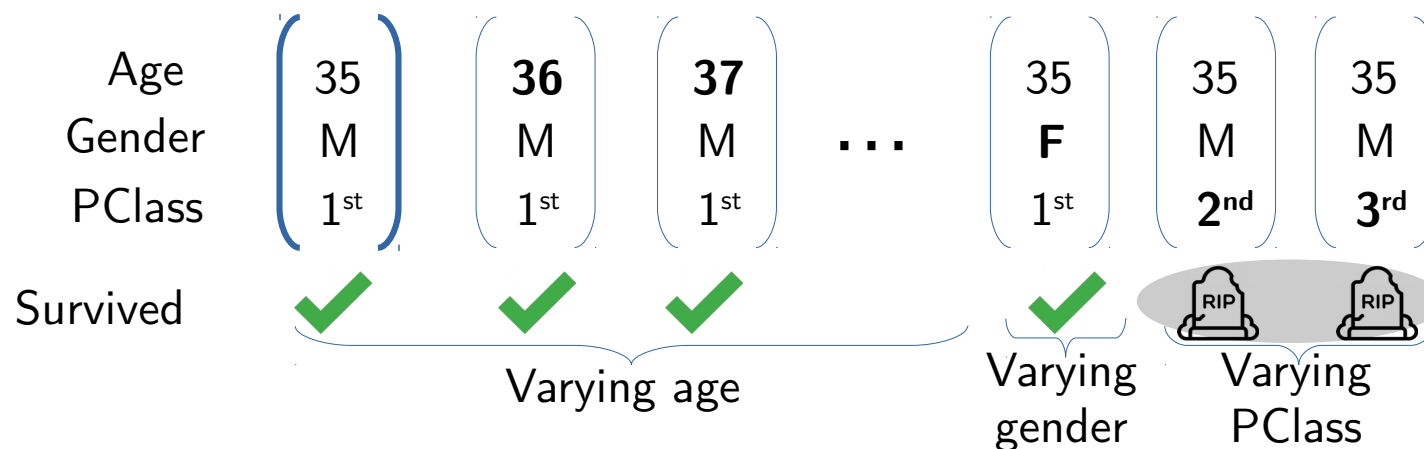 Age 35 36 37 35 35 35
Gender M M M ... F M M
PClass 1st 1st 1st 1st 2nd 3rd
Survived RIP RIP
Varying age
Varying gender
Varying PClass